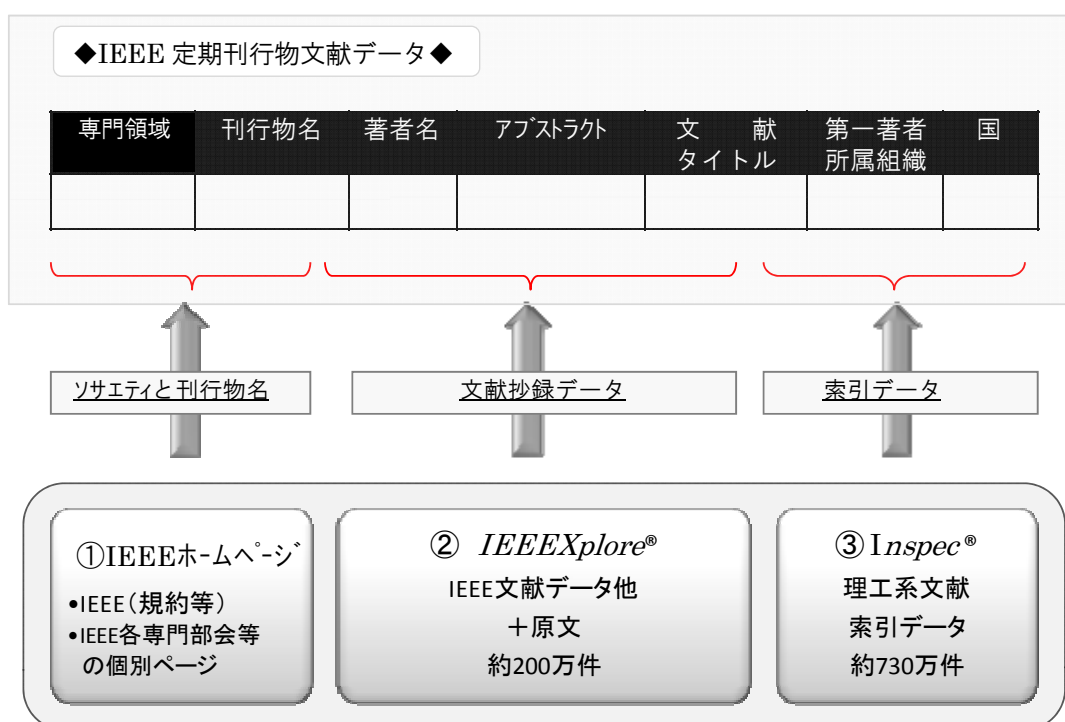 ◆IEEE 定期刊行物文献データ◆
専門領域 刊行物名 著者名 アブストラクト 文 献 第一著者 国
タイトル 所属組織
ソサエティと刊行物名 文献抄録データ 索引データ
①IEEEホームページ
•IEEE(規約等)
•IEEE各専門部会等
の個別ページ
② IEEEXplore®
IEEE文献データ他
+原文
約200万件
③Inspec®
理工系文献
索引データ
約730万件